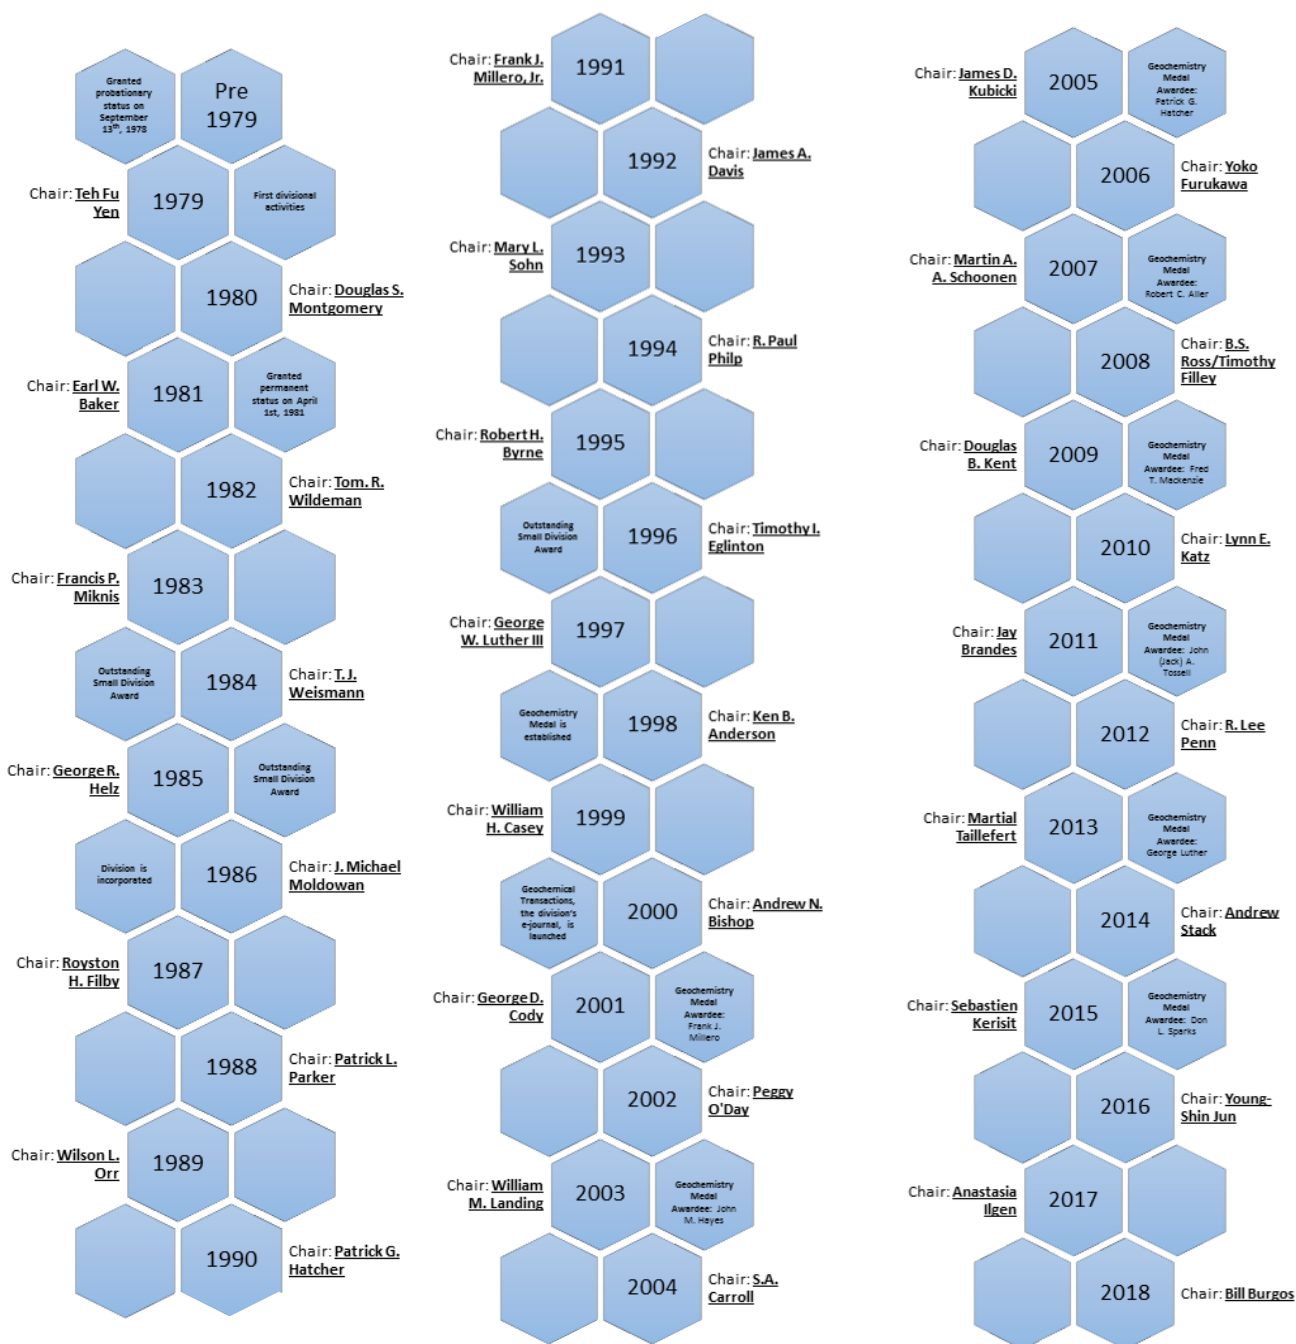 Granted
probationary
status on
September
13th, 1978
Pre
1979
Chair: Teh Fu
Yen
1979
First divisional
activities
1980
Chair: Douglas S.
Montgomery
Chair: Earl W.
Baker
1981
Granted
permanent
status on April
1st, 1981
1982
Chair: Tom. R.
Wildeman
Chair: Francis P.
Miknis
1983
Outstanding
Small Division
Award
1984
Chair: T.J.
Weismann
Chair: George R.
Helz
1985
Outstanding
Small Division
Award
Division is
incorporated
1986
Chair: J. Michael
Moldowan
Chair: Royston
H. Filby
1987
1988
Chair: Patrick L.
Parker
Chair: Wilson L.
Orr
1989
1990
Chair: Patrick G.
Hatcher
Chair: Frank J.
Millero, Jr.
1991
1992
Chair: James A.
Davis
Chair: Mary L.
Sohn
1993
1994
Chair: R. Paul
Philp
Chair: Robert H.
Byrne
1995
Outstanding
Small Division
Award
1996
Chair: Timothy I.
Eglinton
Chair: George
W. Luther III
1997
Geochemistry
Medal is
established
1998
Chair: Ken B.
Anderson
Chair: William
H. Casey
1999
Geochemical
Transactions,
the division's
e-journal, is
launched
2000
Chair: Andrew N.
Bishop
Chair: George D.
Cody
2001
Geochemistry
Medal
Awardee:
Frank J.
Millero
2002
Chair: Peggy
O'Day
Chair: William
M. Landing
2003
Geochemistry
Medal
Awardee: John
M. Hayes
2004
Chair: S.A.
Carroll
Chair: James D.
Kubicki
2005
Geochemistry
Medal
Awardee:
Patrick G.
Hatcher
2006
Chair: Yoko
Furukawa
Chair: Martin A.
A. Schoonen
2007
Geochemistry
Medal
Awardee:
Robert C. Aller
2008
Chair: B.S.
Ross/Timothy
Filley
Chair: Douglas
B. Kent
2009
Geochemistry
Medal
Awardee: Fred
T. Mackenzie
2010
Chair: Lynn E.
Katz
Chair: Jay
Brandes
2011
Geochemistry
Medal
Awardee: John
(Jack) A.
Tossell
2012
Chair: R. Lee
Penn
Chair: Martial
Taillefert
2013
Geochemistry
Medal
Awardee:
George Luther
2014
Chair: Andrew
Stack
Chair: Sebastien
Kerisit
2015
Geochemistry
Medal
Awardee: Don
L. Sparks
2016
Chair: Young-
Shin Jun
Chair: Anastasia
Ilgen
2017
2018
Chair: Bill Burgos